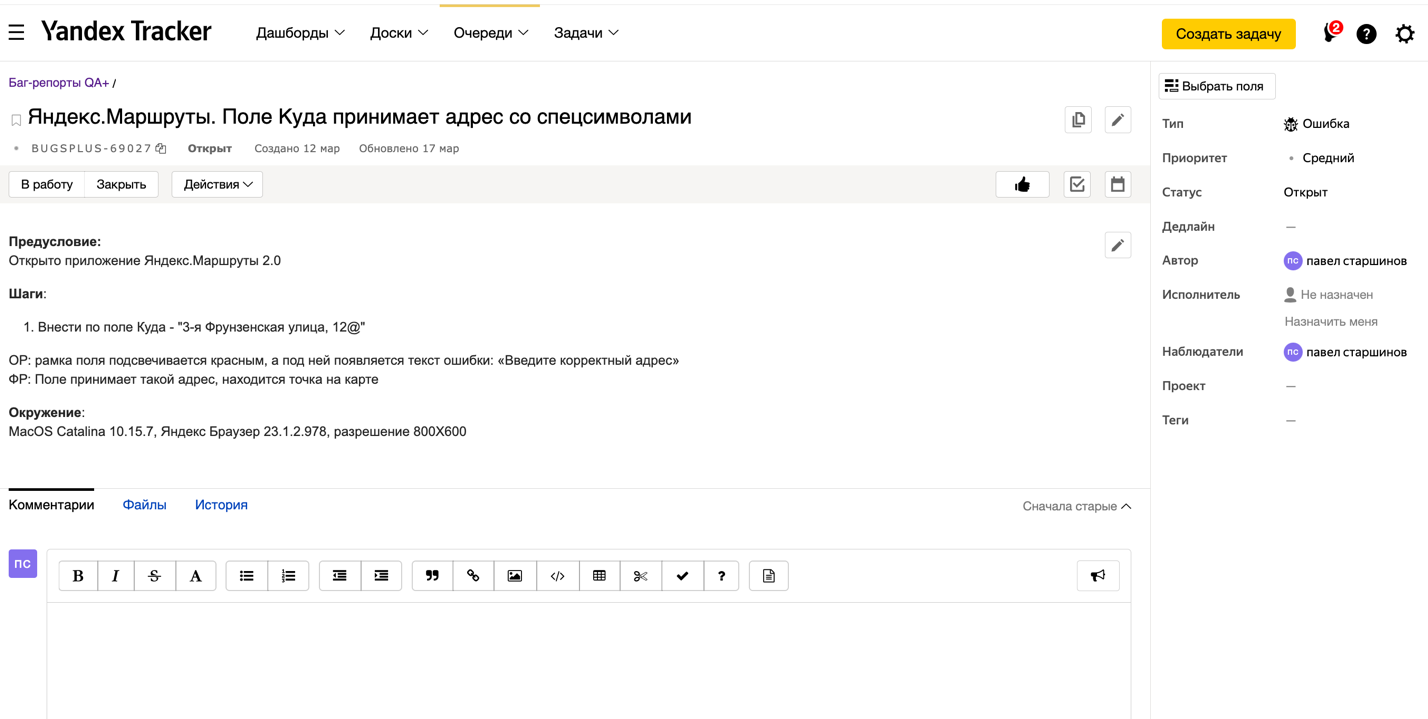 Yandex Tracker
Дашборды
Доски
Очереди
Задачи
Создать задачу
2
?
Баг-репорты QA+ /
Яндекс.Маршруты. Поле Куда принимает адрес со спецсимволами
BUGSPLUS-69027
Открыт
Создано 12 мар
Обновлено 17 мар
В работу
Закрыть
Действия
Предусловие:
Открыто приложение Яндекс.Маршруты 2.0
Шаги:
1. Внести по поле Куда - "3-я Фрунзенская улица, 12@"
ОР: рамка поля подсвечивается красным, а под ней появляется текст ошибки: «Введите корректный адрес»
ФР: Поле принимает такой адрес, находится точка на карте
Окружение:
MacOS Catalina 10.15.7, Яндекс Браузер 23.1.2.978, разрешение 800X600
Комментарии
Файлы
История
Сначала старые
ПС
B I S A
?
Выбрать поля
Тип
Ошибка
Приоритет
Средний
Статус
Открыт
Дедлайн
—
Автор
ПС павел старшинов
Исполнитель
Не назначен
Назначить меня
Наблюдатели
ПС павел старшинов
Проект
—
Теги
—